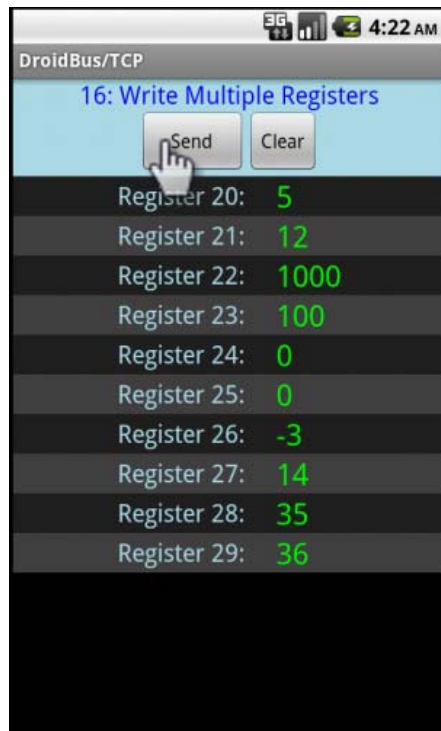 3G 4:22 AM
DroidBus/TCP
16: Write Multiple Registers
Send Clear
Register 20: 5
Register 21: 12
Register 22: 1000
Register 23: 100
Register 24: 0
Register 25: 0
Register 26: -3
Register 27: 14
Register 28: 35
Register 29: 36